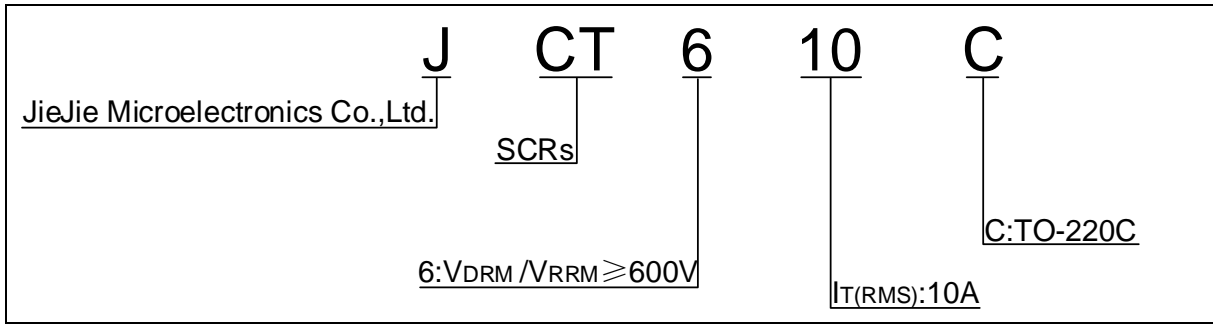 J CT 6 10 C
JieJie Microelectronics Co.,Ltd.
SCRs
C:TO-220C
6:VDRM /VRRM≥600V
IT(RMS):10A